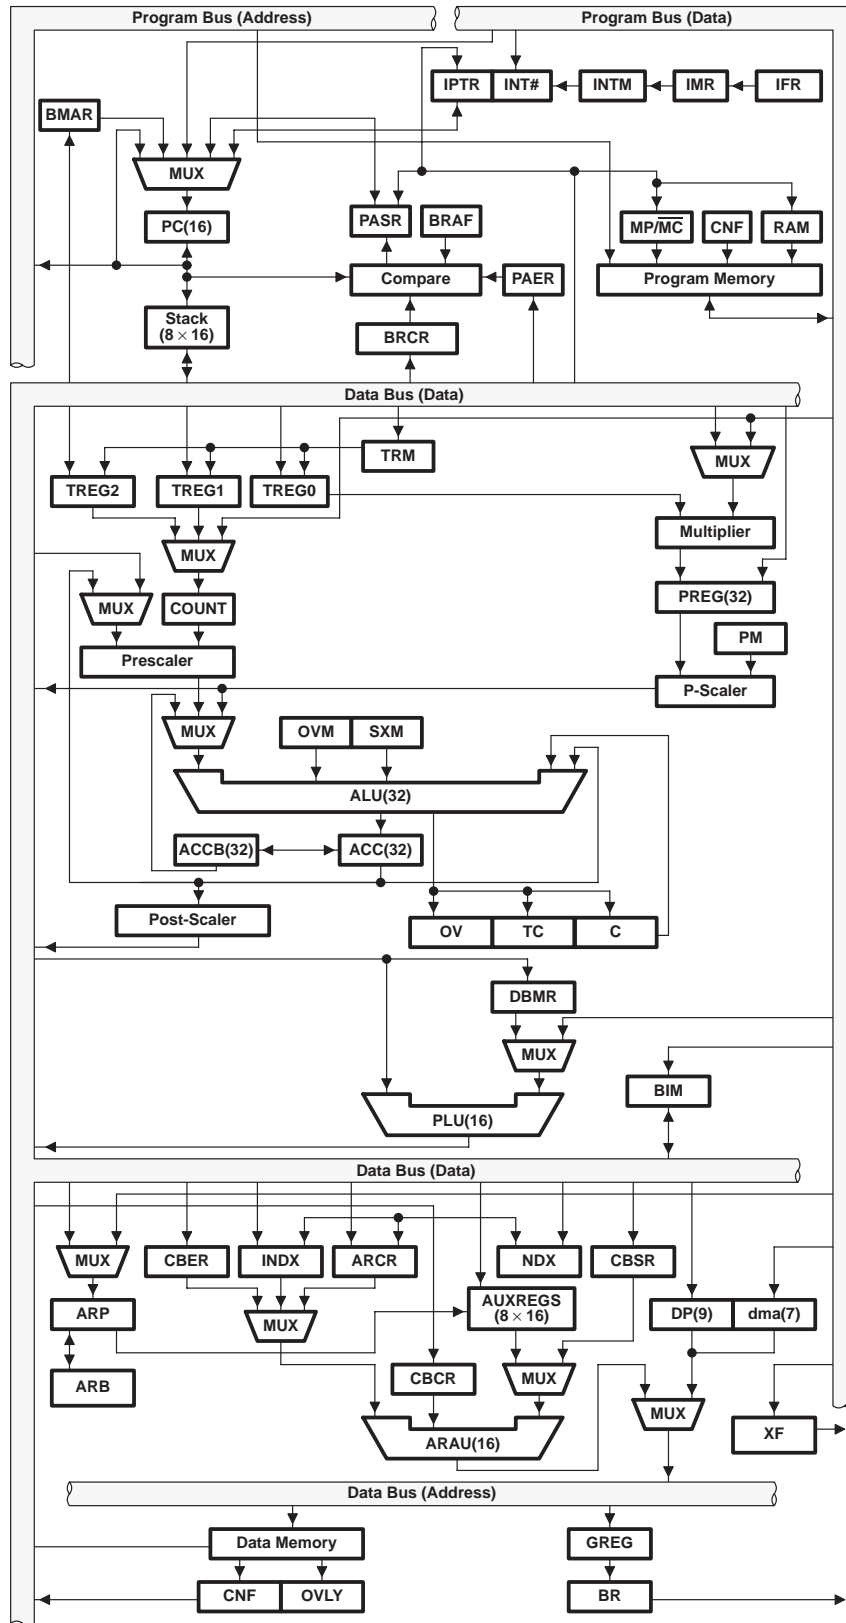 Program Bus (Address)
Program Bus (Data)
IPTR
INT#
INTM
IMR
IFR
BMAR
MUX
PC(16)
PASR
BRAF
MP/MC
CNF
RAM
Compare
PAER
Program Memory
Stack
(8 × 16)
BRCR
Data Bus (Data)
TRM
MUX
TREG2
TREG1
TREG0
Multiplier
MUX
MUX
COUNT
PREG(32)
PM
Prescaler
P-Scaler
MUX
OVM
SXM
ALU(32)
ACCB(32)
ACC(32)
Post-Scaler
OV
TC
C
DBMR
MUX
BIM
PLU(16)
Data Bus (Data)
MUX
CBER
INDX
ARCR
NDX
CBSR
ARP
MUX
AUXREGS
(8 × 16)
DP(9)
dma(7)
ARB
CBCR
MUX
MUX
XF
ARAU(16)
Data Bus (Address)
Data Memory
GREG
CNF
OVLY
BR